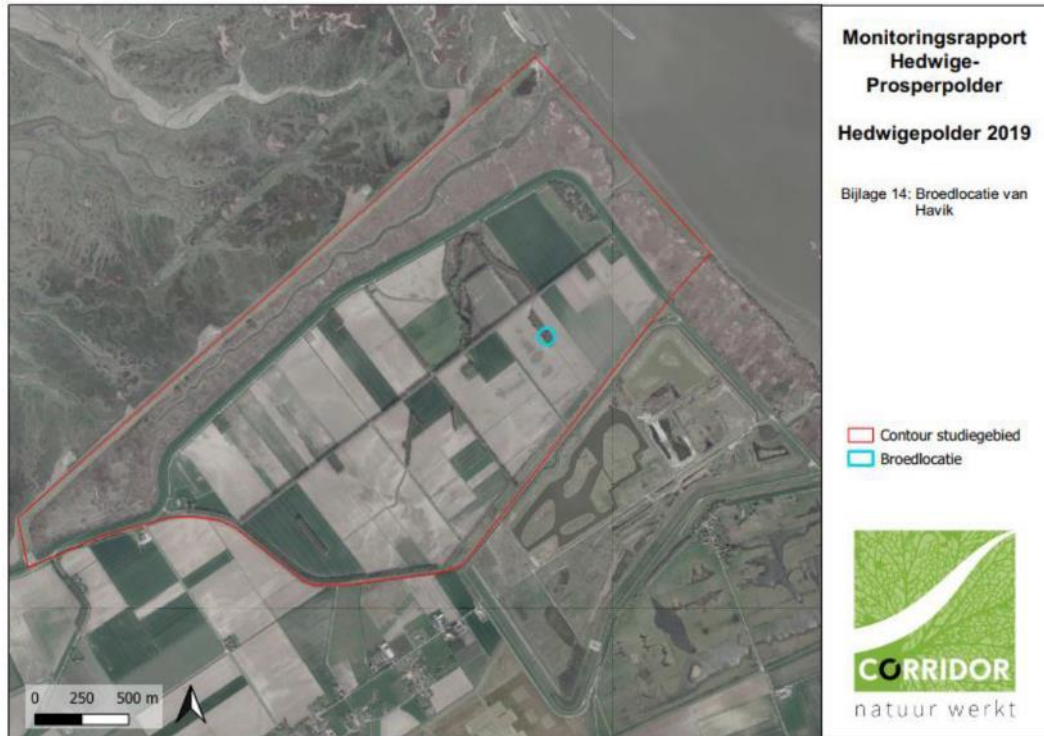 Monitoringsrapport
Hedwige-
Prosperpolder
Hedwigepolder 2019
Bijlage 14: Broedlocatie van
Havik
Contour studiegebied
Broedlocatie
0 250 500 m
CORRIDOR
natuur werkt